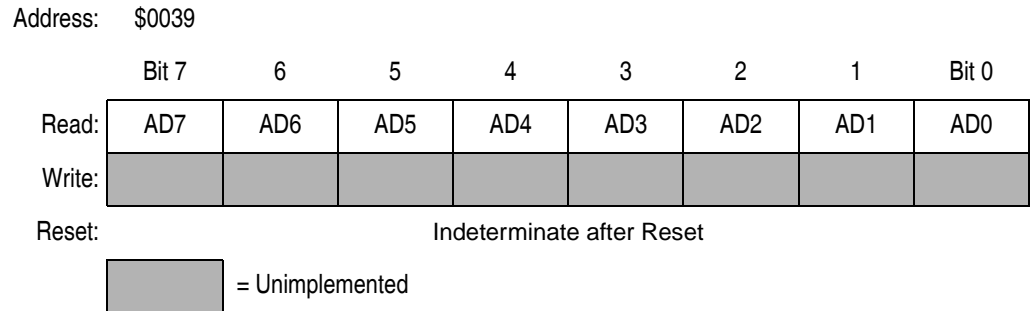 Address: $0039
Bit 7 6 5 4 3 2 1 Bit 0
Read: AD7 AD6 AD5 AD4 AD3 AD2 AD1 AD0
Write:
Reset: Indeterminate after Reset
= Unimplemented